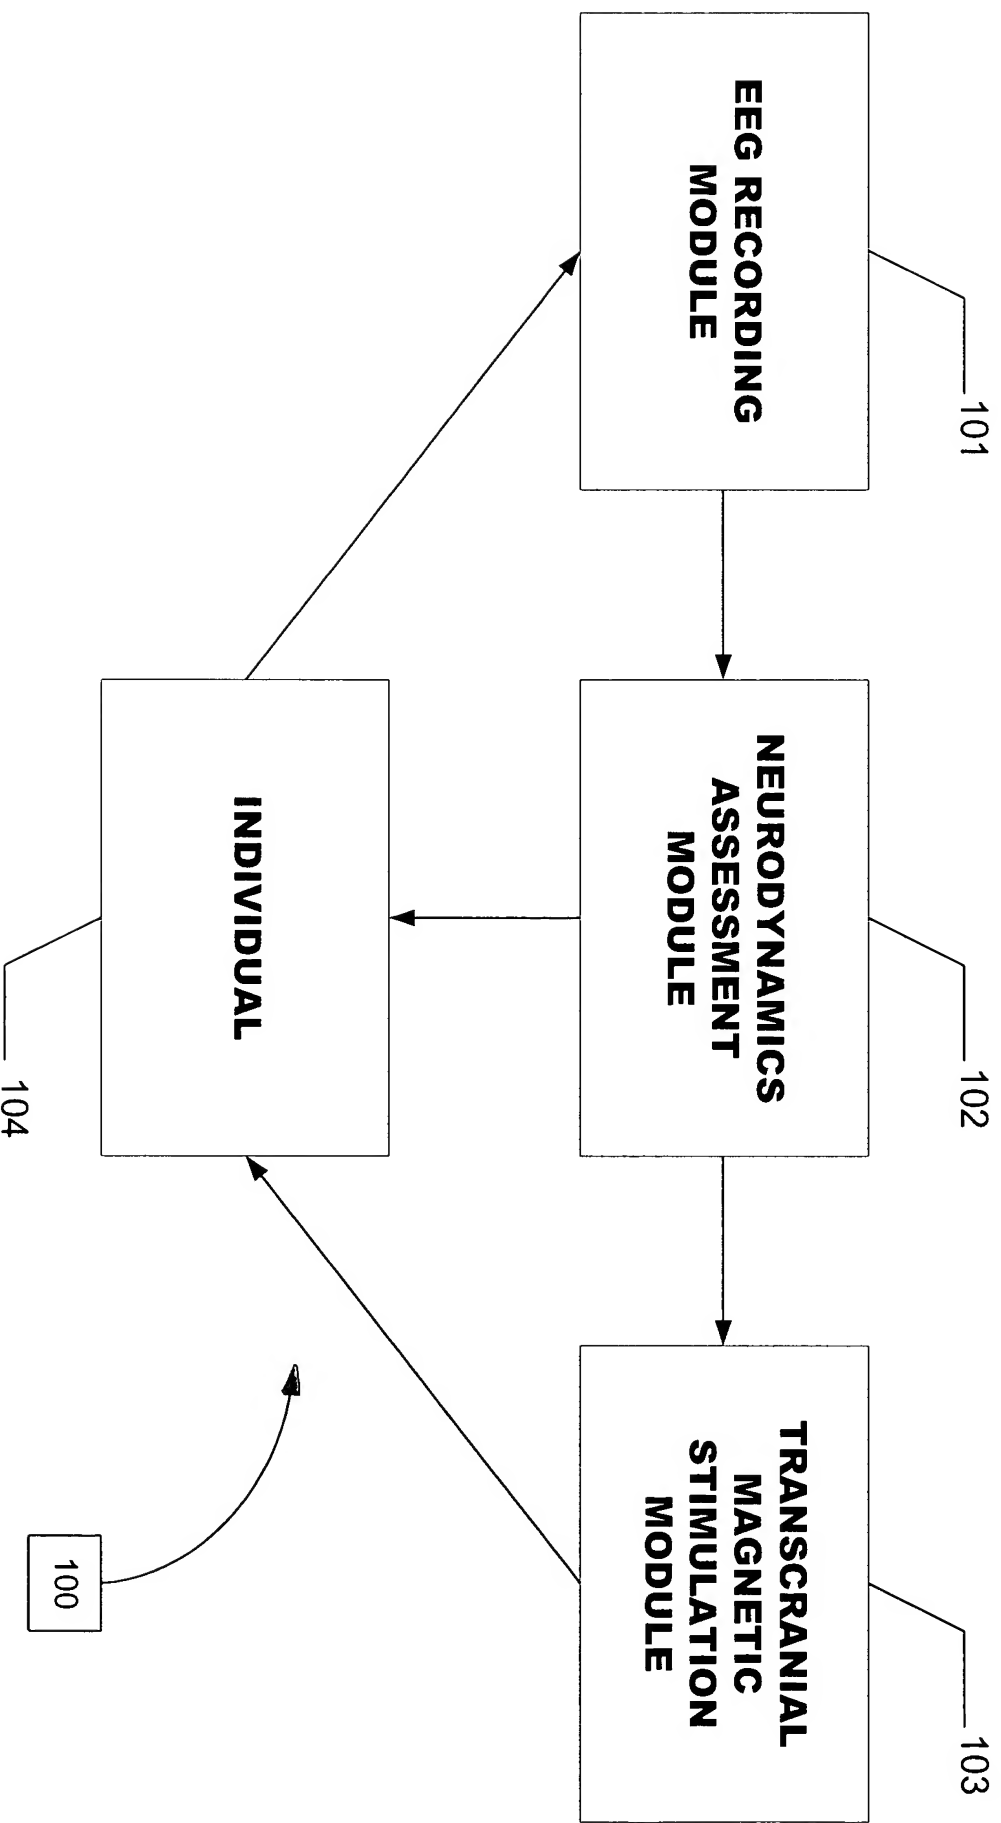 101
102
103
EEG RECORDING
MODULE
NEURODYNAMICS
ASSESSMENT
MODULE
TRANSCRANIAL
MAGNETIC
STIMULATION
MODULE
INDIVIDUAL
104
100